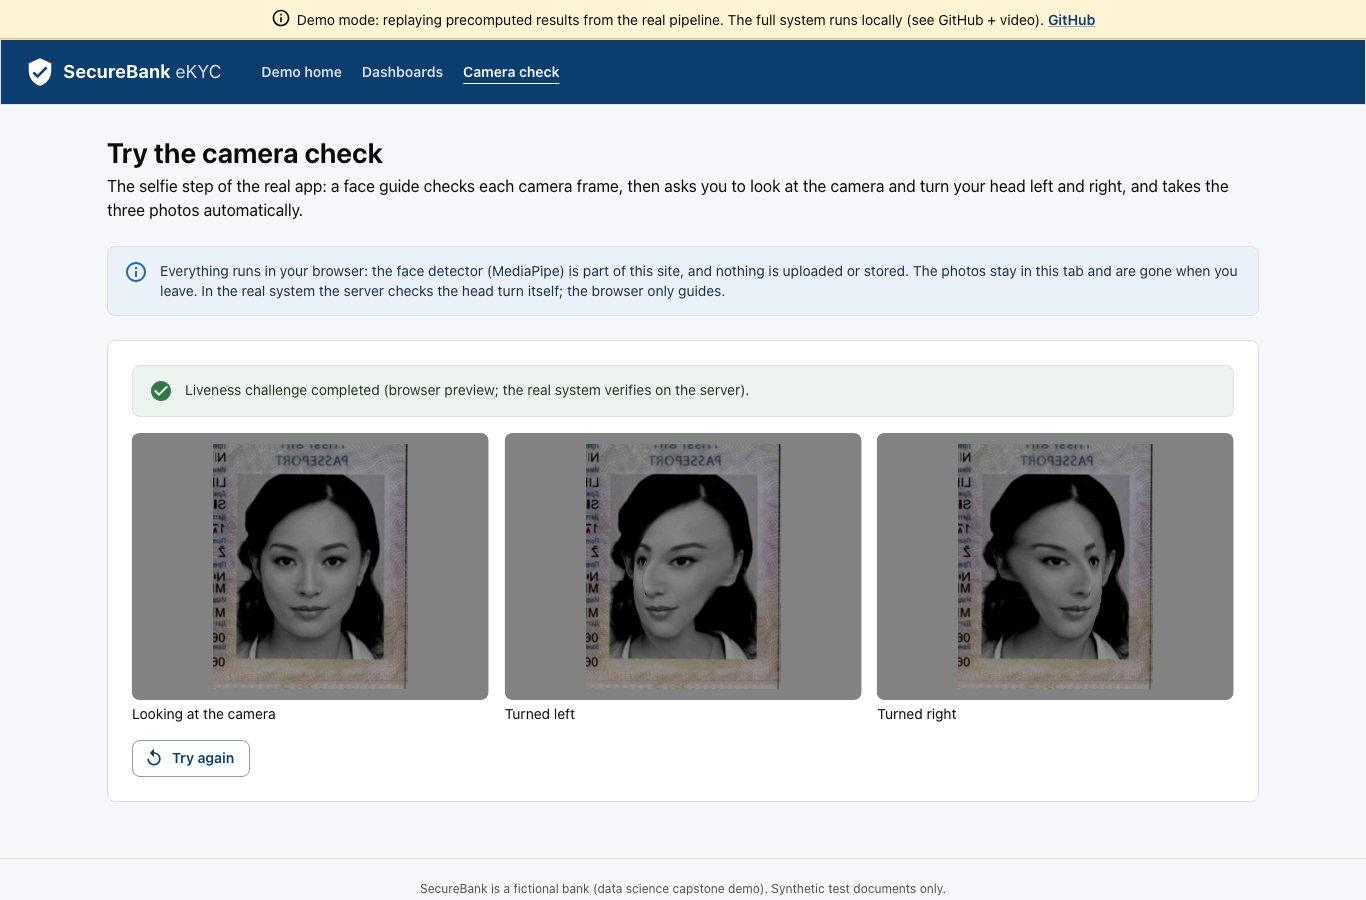 Demo mode: replaying precomputed results from the real pipeline. The full system runs locally (see GitHub + video). GitHub
SecureBank eKYC
Demo home
Dashboards
Camera check
Try the camera check
The selfie step of the real app: a face guide checks each camera frame, then asks you to look at the camera and turn your head left and right, and takes the
three photos automatically.
Everything runs in your browser: the face detector (MediaPipe) is part of this site, and nothing is uploaded or stored. The photos stay in this tab and are gone when you
leave. In the real system the server checks the head turn itself; the browser only guides.
Liveness challenge completed (browser preview; the real system verifies on the server).
PASSEPORT
PASSEPORT
PASSEPORT
Looking at the camera
Turned left
Turned right
Try again
SecureBank is a fictional bank (data science capstone demo). Synthetic test documents only.